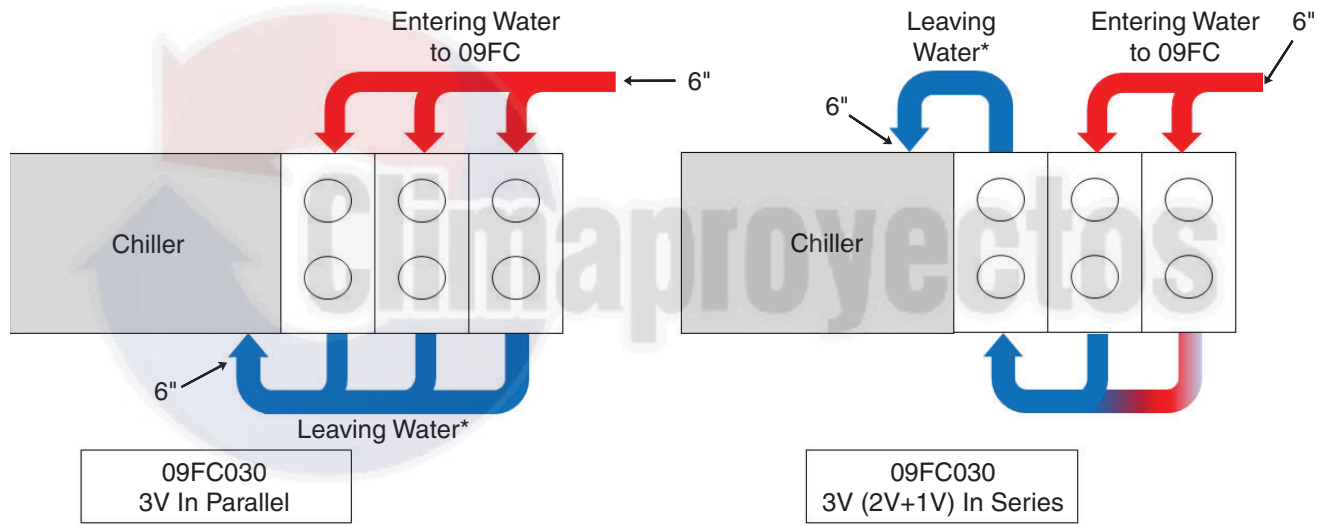 Entering Water
to 09FC
6"
Chiller
6"
Leaving Water*
09FC030
3V In Parallel
Leaving
Water*
Entering Water
to 09FC
6"
6"
Chiller
09FC030
3V (2V+1V) In Series
Climaproyectos